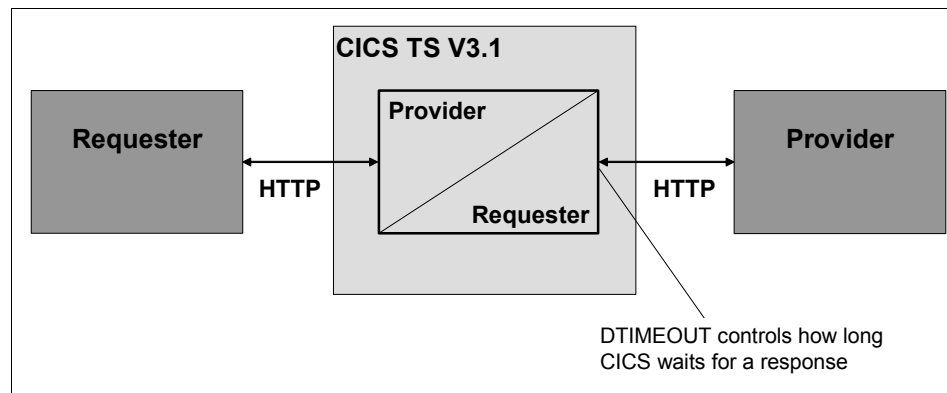 CICS TS V3.1
Requester
Provider
Requester
Provider
HTTP
HTTP
DTIMEOUT controls how long
CICS waits for a response